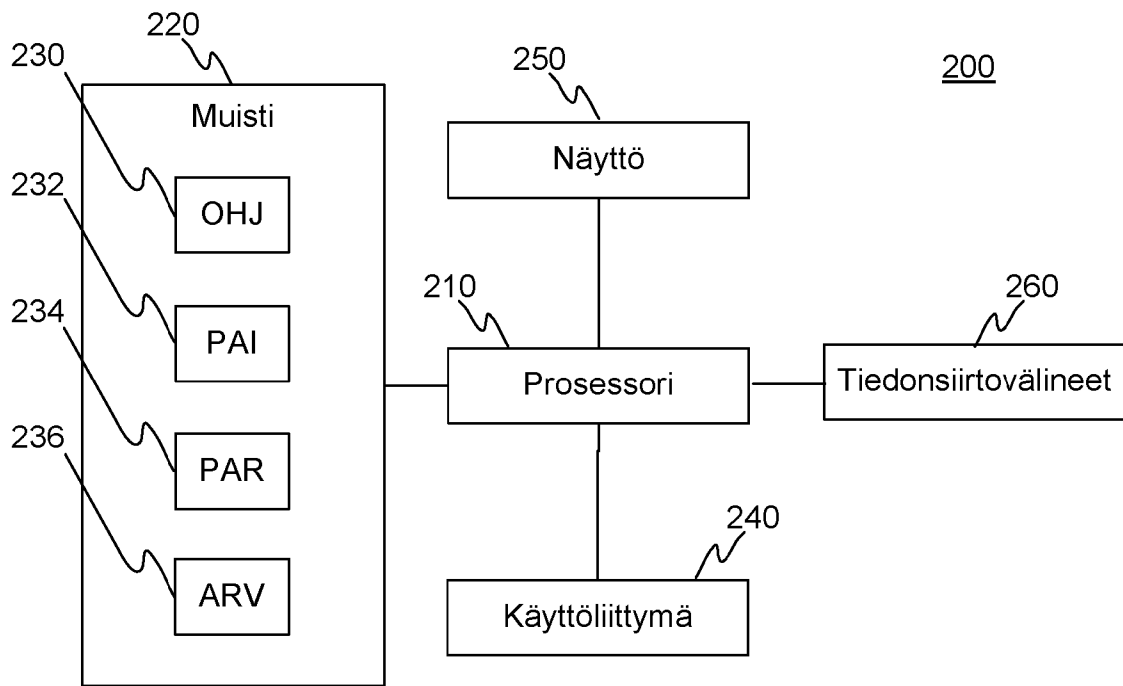 220
230
250
200
Muisti
Näyttö
232
OHJ
210
260
234
PAI
Prosessori
Tiedonsiirtovälineet
236
PAR
240
ARV
Käyttöliittymä